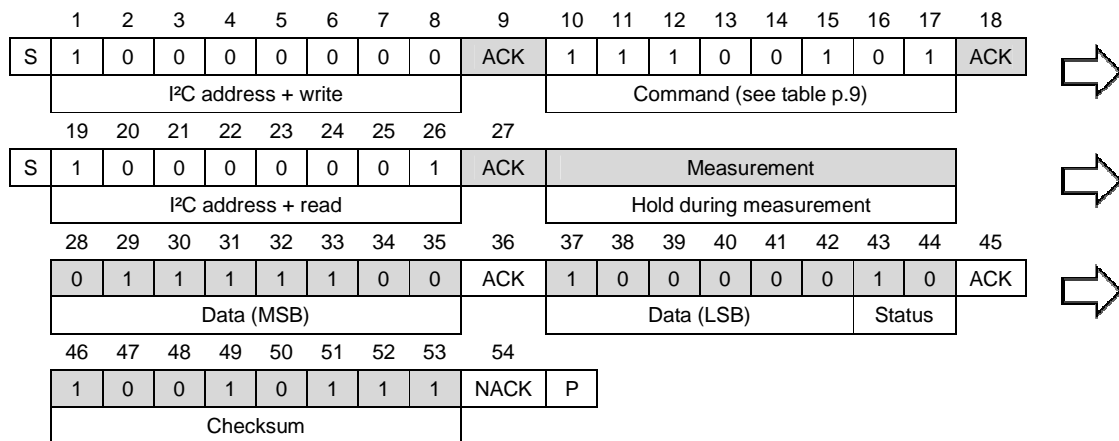 1 2 3 4 5 6 7 8 9 10 11 12 13 14 15 16 17 18
S 1 0 0 0 0 0 0 0 ACK 1 1 1 0 0 1 0 1 ACK
I²C address + write Command (see table p.9)
19 20 21 22 23 24 25 26 27
S 1 0 0 0 0 0 0 1 ACK Measurement
I²C address + read Hold during measurement
28 29 30 31 32 33 34 35 36 37 38 39 40 41 42 43 44 45
0 1 1 1 1 1 0 0 ACK 1 0 0 0 0 0 1 0 ACK
Data (MSB) Data (LSB) Status
46 47 48 49 50 51 52 53 54
1 0 0 1 0 1 1 1 NACK P
Checksum